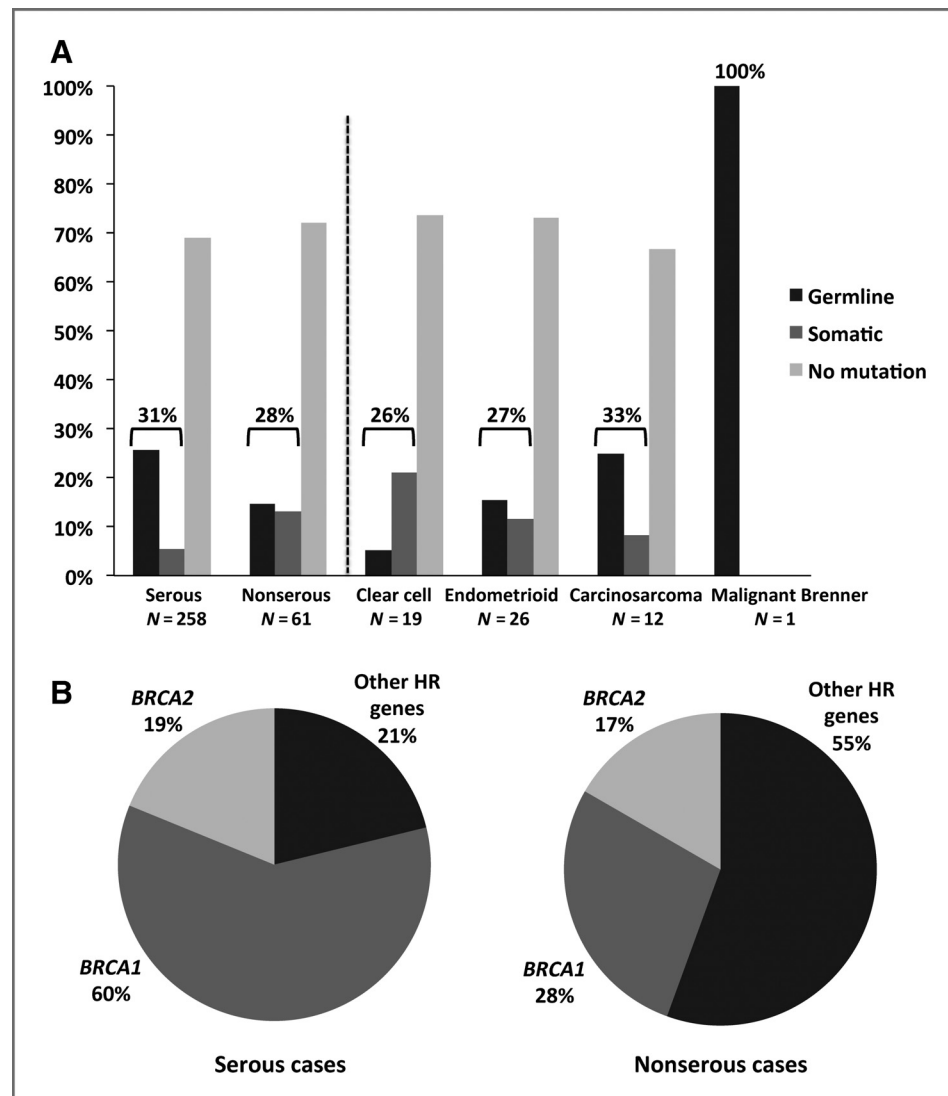 A
100%
100%
90%
80%
70%
60%
50%
40%
30%
20%
10%
0%
31%
28%
26%
27%
33%
Germline
Somatic
No mutation
Serous
N = 258
Nonserous
N = 61
Clear cell
N = 19
Endometrioid
N = 26
Carcinosarcoma
N = 12
Malignant Brenner
N = 1
B
BRCA2
19%
Other HR
genes
21%
BRCA1
60%
Serous cases
BRCA2
17%
Other HR
genes
55%
BRCA1
28%
Nonserous cases